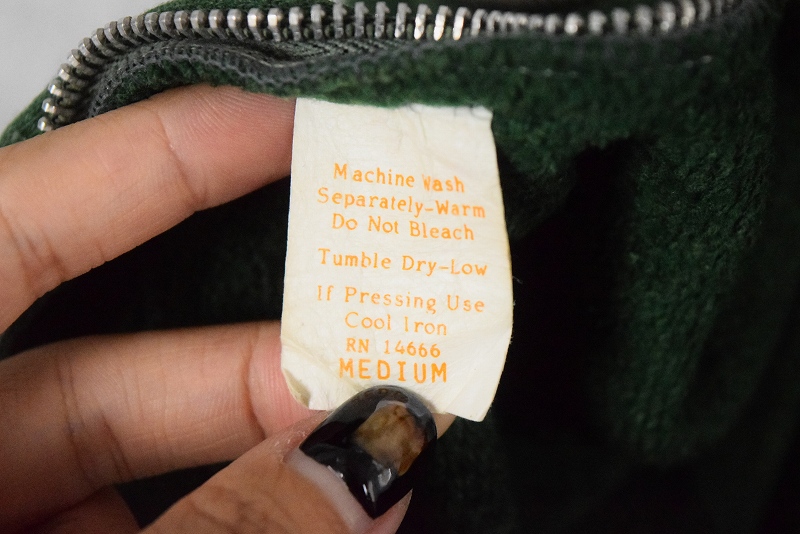 Machine Wash
Separately-Warm
Do Not Bleach
Tumble Dry-Low
If Pressing Use
Cool Iron
RN 14666
MEDIUM